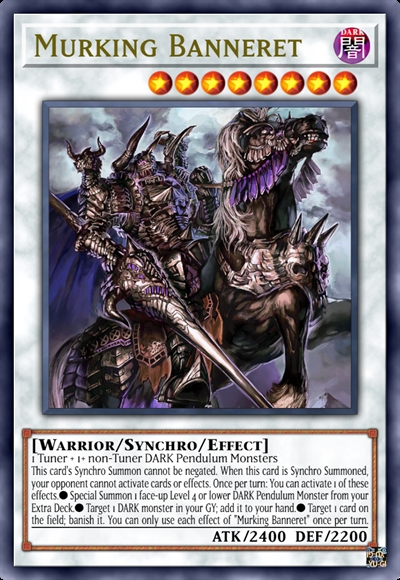 Murking Banneret
DARK
闇
[Warrior/Synchro/Effect]
1 Tuner + 1+ non-Tuner DARK Pendulum Monsters
This card's Synchro Summon cannot be negated. When this card is Synchro Summoned,
your opponent cannot activate cards or effects. Once per turn: You can activate 1 of these
effects.● Special Summon 1 face-up Level 4 or lower DARK Pendulum Monster from your
Extra Deck.● Target 1 DARK monster in your GY; add it to your hand.● Target 1 card on
the field; banish it. You can only use each effect of "Murking Banneret" once per turn.
ATK/2400 DEF/2200